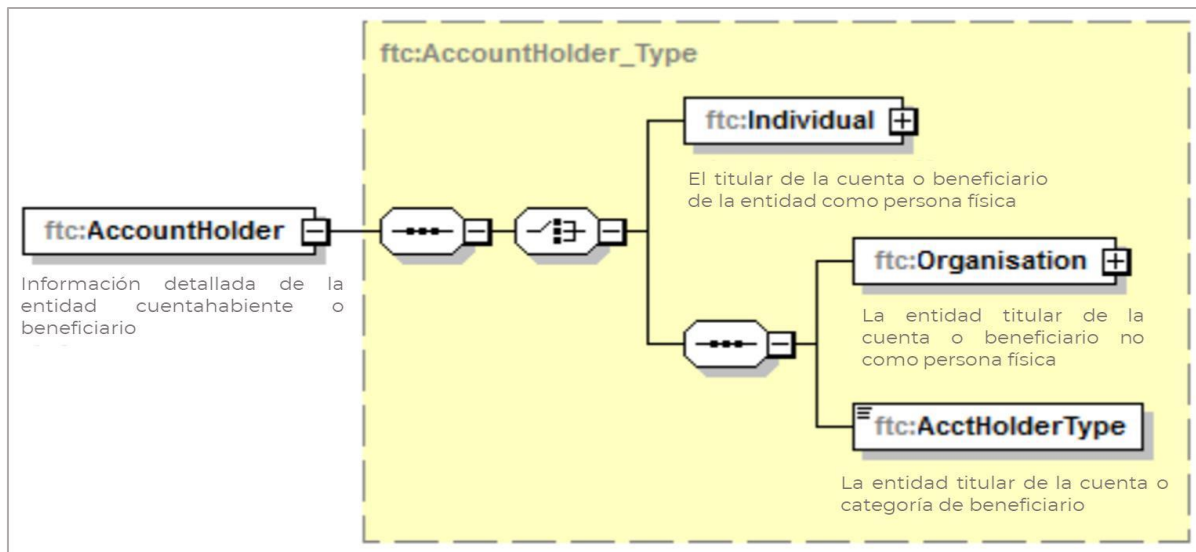 ftc:AccountHolder_Type
ftc:Individual
El titular de la cuenta o beneficiario
de la entidad como persona física
ftc:AccountHolder
Información detallada de la
entidad cuentahabiente o
beneficiario
ftc:Organisation
La entidad titular de la
cuenta o beneficiario no
como persona física
ftc:AcctHolderType
La entidad titular de la cuenta o
categoría de beneficiario